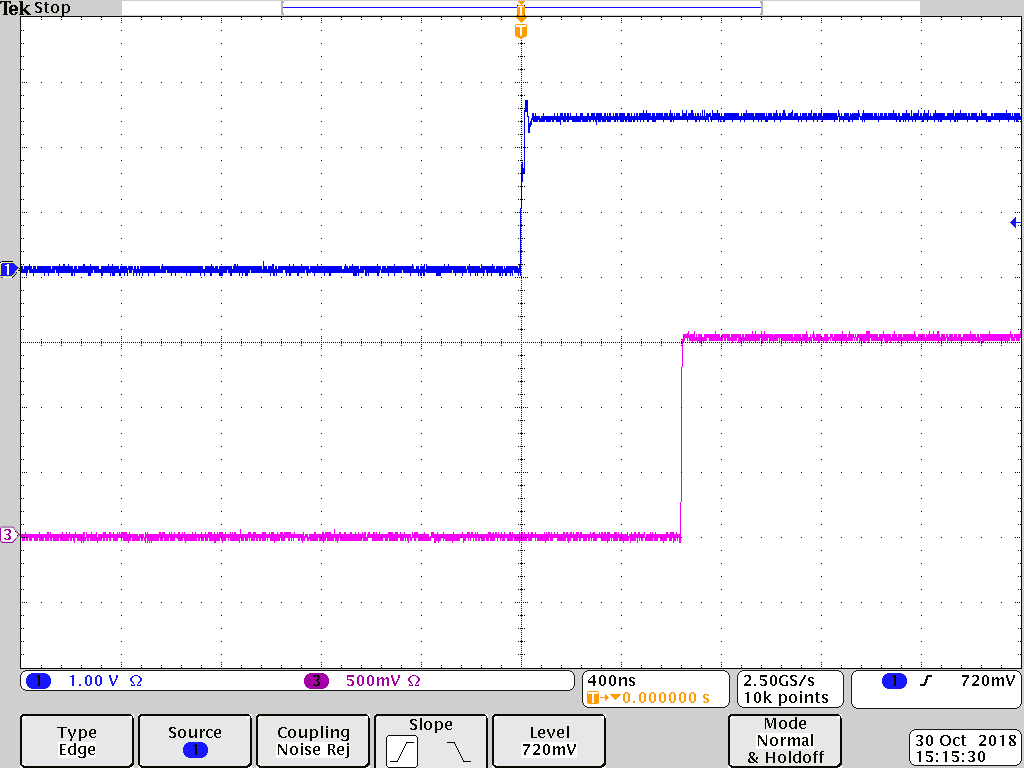 Tek Stop
T
T
1
3
1 1.00 V Ω 3 500mV Ω
400ns
T→▼0.000000 s
2.50GS/s
10k points
1 720mV
Type
Edge
Source
1
Coupling
Noise Rej
Slope
Level
720mV
Mode
Normal
& Holdoff
30 Oct 2018
15:15:30